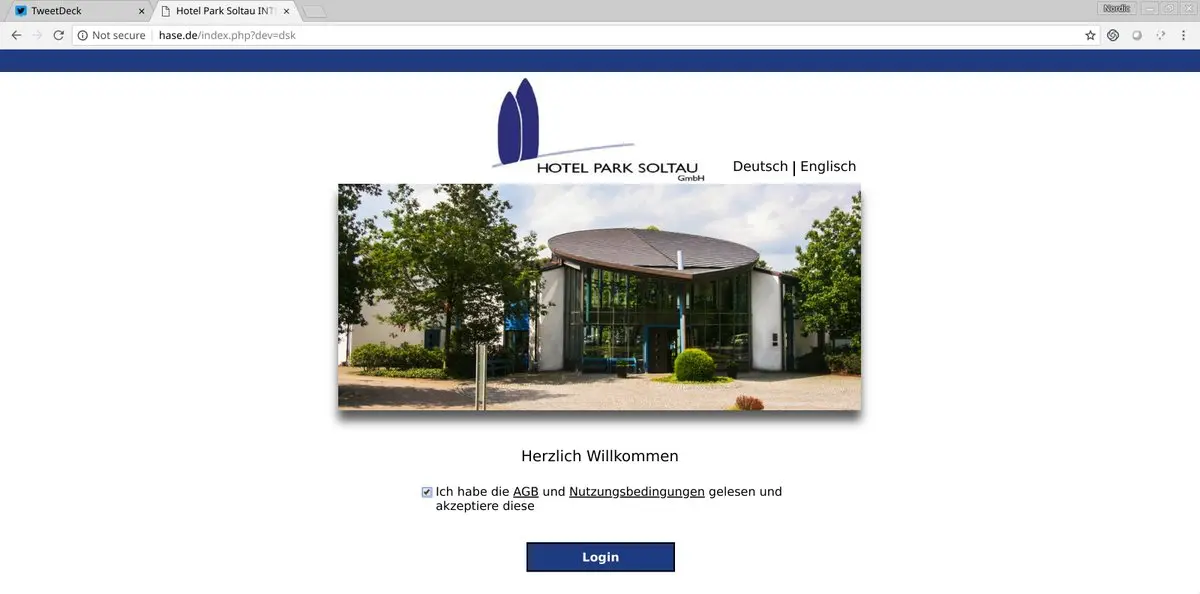 TweetDeck
Hotel Park Soltau INT
Nordic
Not secure
hase.de/index.php?dev=dsk
HOTEL PARK SOLTAU
GmbH
Deutsch | Englisch
Herzlich Willkommen
Ich habe die AGB und Nutzungsbedingungen gelesen und
akzeptiere diese
Login